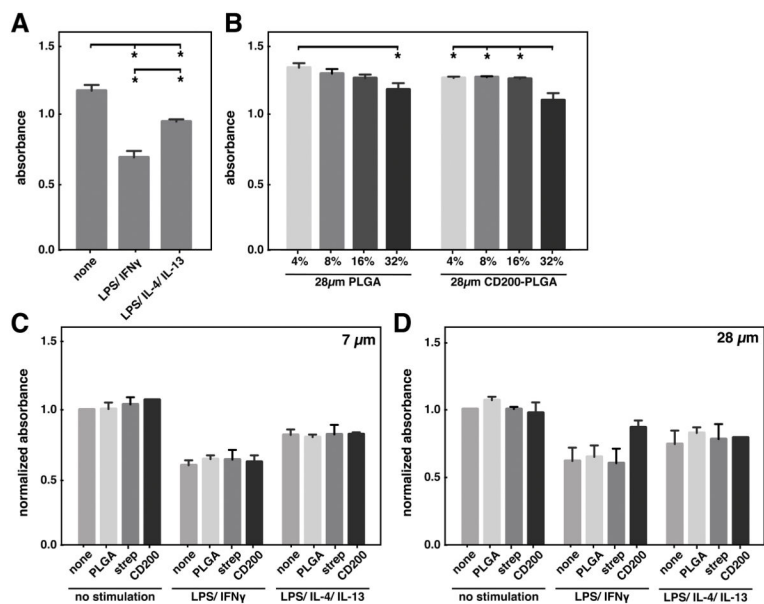 A
B
1.5
*
*
*
*
1.5
*
*
*
*
absorbance
1.0
absorbance
1.0
0.5
0.5
0.0
0.0
none
LPS/ IFNγ
LPS/ IL-4/ IL-13
4% 8% 16% 32%
4% 8% 16% 32%
28µm PLGA
28µm CD200-PLGA
C
7 µm
1.5
normalized absorbance
1.0
0.5
0.0
none PLGA strep CD200
none PLGA strep CD200
none PLGA strep CD200
no stimulation
LPS/ IFNγ
LPS/ IL-4/ IL-13
D
28 µm
1.5
normalized absorbance
1.0
0.5
0.0
none PLGA strep CD200
none PLGA strep CD200
none PLGA strep CD200
no stimulation
LPS/ IFNγ
LPS/ IL-4/ IL-13